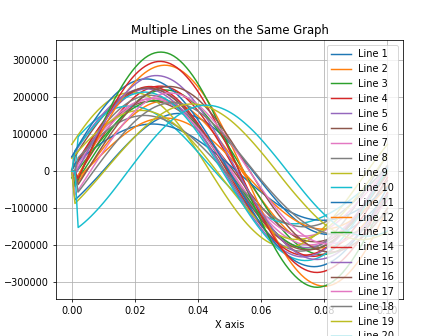 Multiple Lines on the Same Graph
300000
200000
100000
0
−100000
−200000
−300000
0.00
0.02
0.04
0.06
0.08
0.10
X axis
Line 1
Line 2
Line 3
Line 4
Line 5
Line 6
Line 7
Line 8
Line 9
Line 10
Line 11
Line 12
Line 13
Line 14
Line 15
Line 16
Line 17
Line 18
Line 19
Line 20